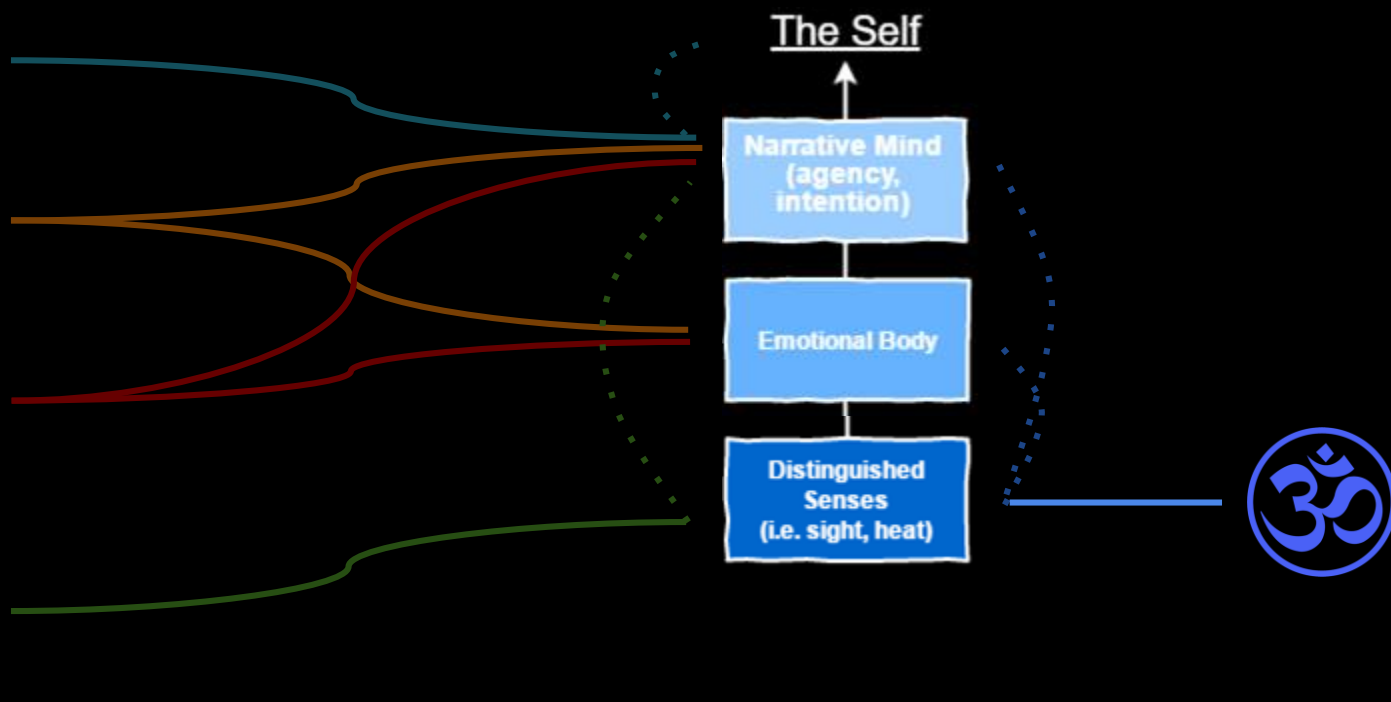 The Self
Narrative Mind
(agency,
intention)
Emotional Body
Distinguished
Senses
(i.e. sight, heat)
ॐ